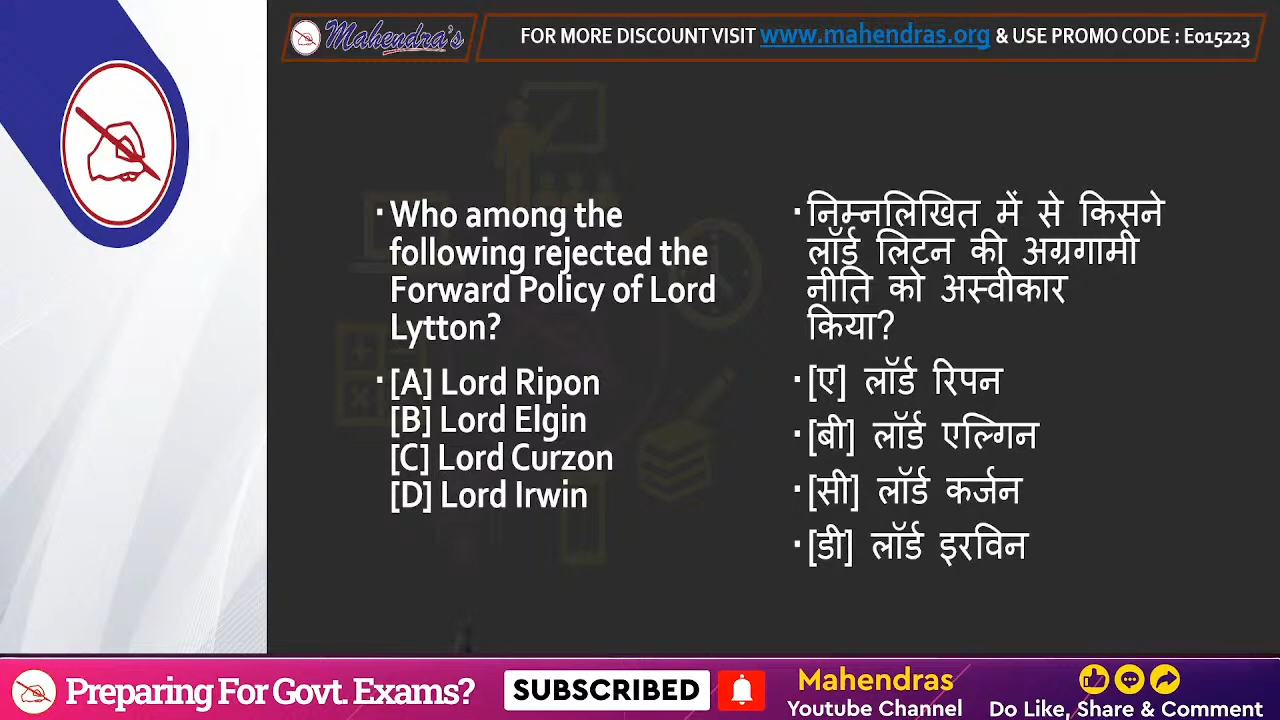 Mahendra's
FOR MORE DISCOUNT VISIT www.mahendras.org & USE PROMO CODE : E015223
· Who among the
following rejected the
Forward Policy of Lord
Lytton?
· [A] Lord Ripon
[B] Lord Elgin
[C] Lord Curzon
[D] Lord Irwin
· निम्नलिखित में से किसने
लॉर्ड लिटन की अग्रगामी
नीति को अस्वीकार
किया?
· [ए] लॉर्ड रिपन
· [बी] लॉर्ड एल्गिन
· [सी] लॉर्ड कर्जन
· [डी] लॉर्ड इरविन
Preparing For Govt. Exams?
SUBSCRIBED
Mahendras
YouTube Channel
Do Like, Share & Comment